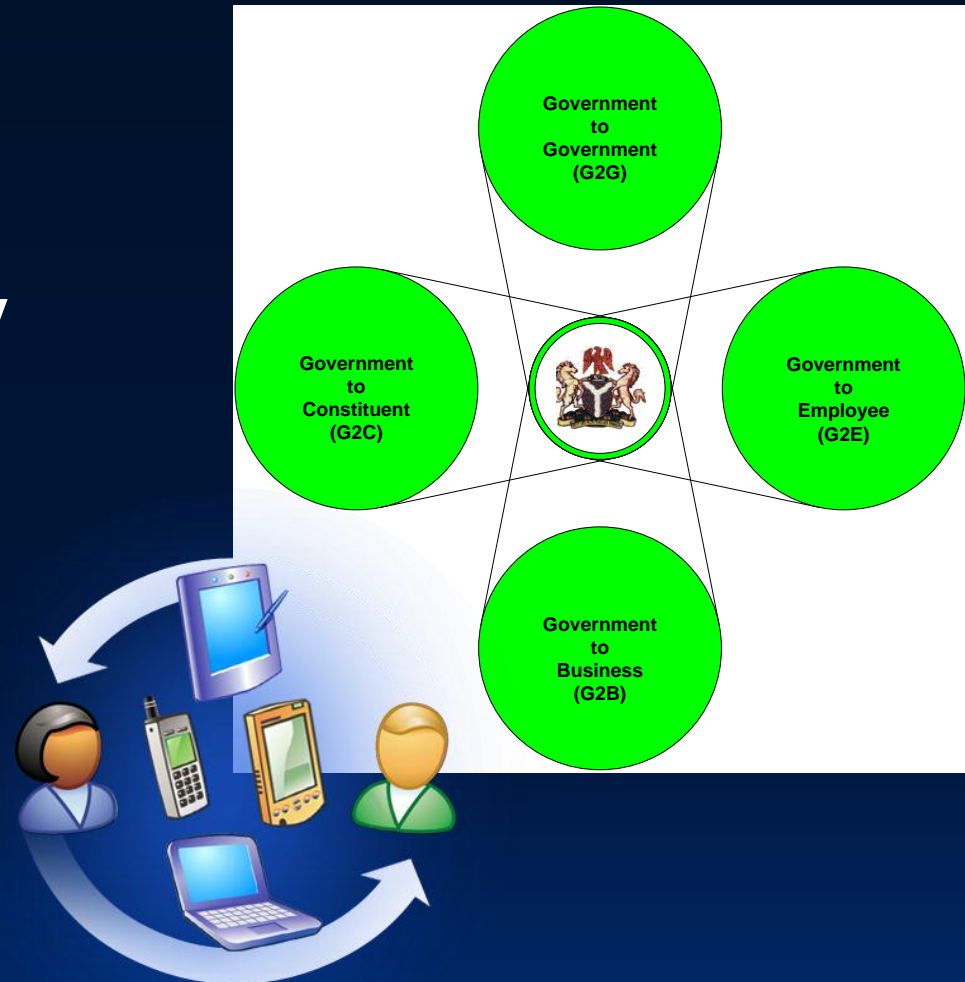 Government
to
Government
(G2G)
Government
to
Constituent
(G2C)
Government
to
Employee
(G2E)
Government
to
Business
(G2B)